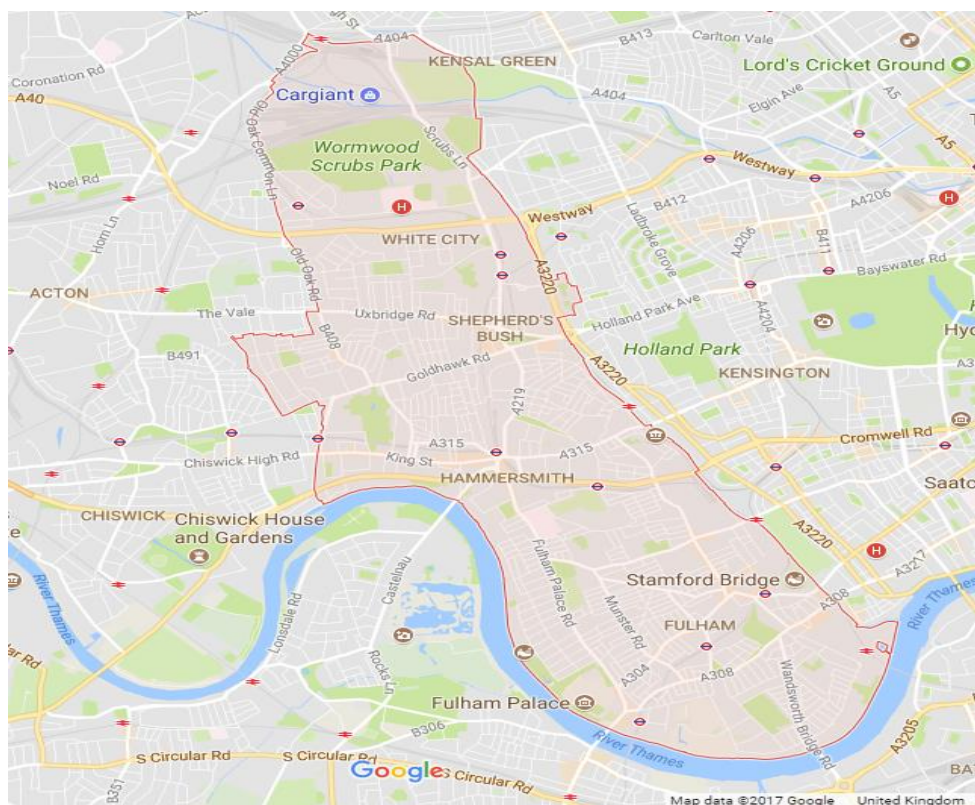 A404
B413
Carlton Vale
A4000
KENSAL GREEN
Lord's Cricket Ground
Coronation Rd
Cargiant
A404
Elgin Ave
A5
A40
Old Oak Common Ln
Scrubs Ln
Wormwood
Scrubs Park
Westway
A5
Noel Rd
Horn Ln
Westway
B412
A4206
WHITE CITY
Ladbroke Grove
A4206
B411
Old Oak Rd
A3220
Bayswater Rd
ACTON
The Vale
Uxbridge Rd
SHEPHERD'S
BUSH
Holland Park Ave
A4204
B408
B491
Holland Park
Goldhawk Rd
A3220
KENSINGTON
A219
A315
A315
Cromwell Rd
Chiswick High Rd
King St
HAMMERSMITH
CHISWICK
Chiswick House
and Gardens
A3220
A3217
River Thames
Castelnau
Fulham Palace Rd
Stamford Bridge
A308
River Thames
Lonsdale Rd
Munster Rd
FULHAM
Rocks Ln
A304
A308
Wandsworth Bridge Rd
Fulham Palace
B306
River Thames
A3205
S Circular Rd
S Circular Rd
S Circular Rd
B351
Google
Map data ©2017 Google
United Kingdom